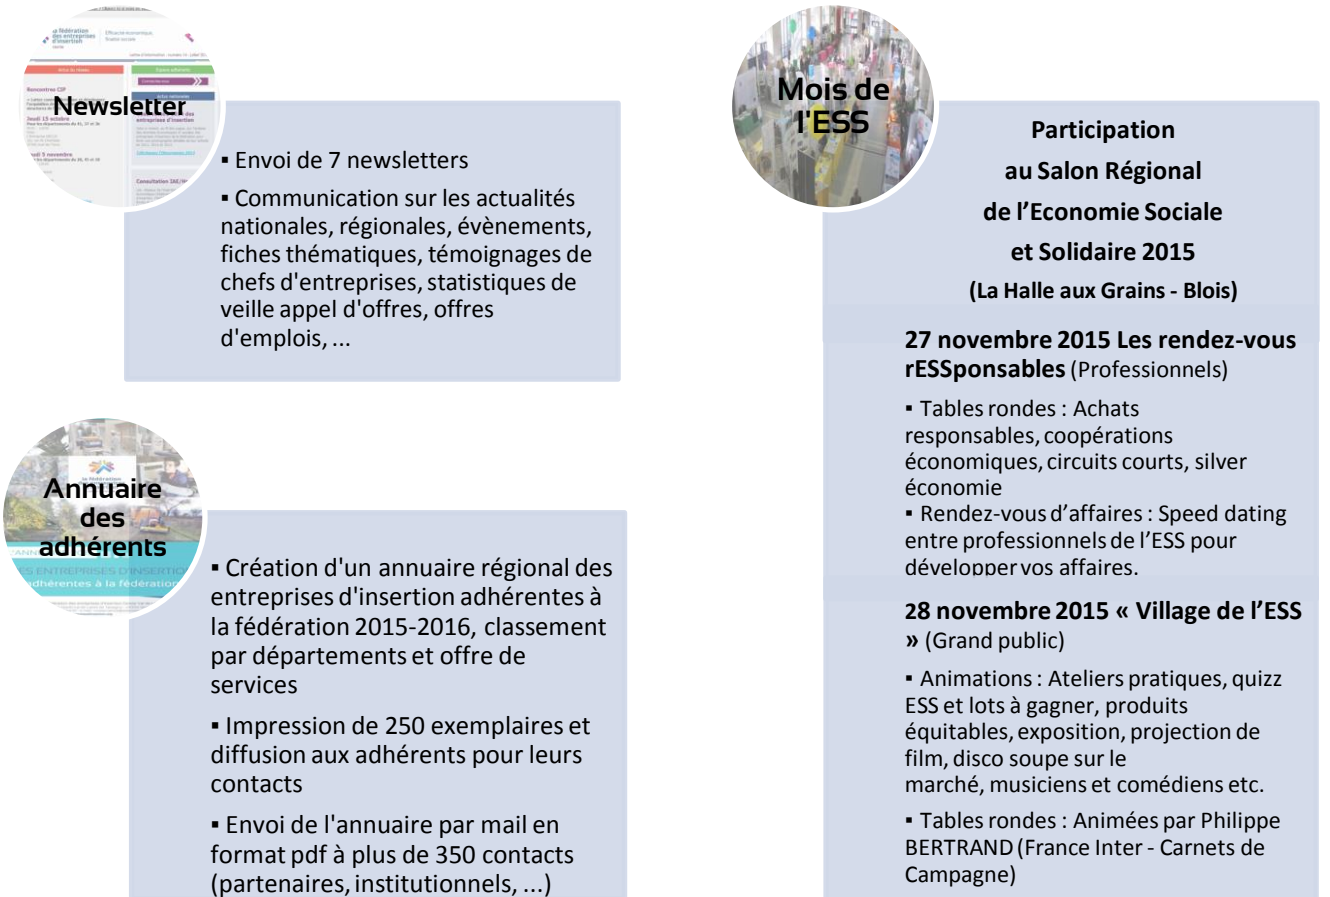 la fédération
des entreprises
d'insertion
Newsletter
▪ Envoi de 7 newsletters
▪ Communication sur les actualités
nationales, régionales, évènements,
fiches thématiques, témoignages de
chefs d'entreprises, statistiques de
veille appel d'offres, offres
d'emplois, ...
Annuaire
des
adhérents
▪ Création d'un annuaire régional des
entreprises d'insertion adhérentes à
la fédération 2015-2016, classement
par départements et offre de
services
▪ Impression de 250 exemplaires et
diffusion aux adhérents pour leurs
contacts
▪ Envoi de l'annuaire par mail en
format pdf à plus de 350 contacts
(partenaires, institutionnels, ...)
Mois de
l'ESS
Participation
au Salon Régional
de l’Economie Sociale
et Solidaire 2015
(La Halle aux Grains - Blois)
27 novembre 2015 Les rendez-vous
rESSponsables (Professionnels)
▪ Tables rondes : Achats
responsables, coopérations
économiques, circuits courts, silver
économie
▪ Rendez-vous d’affaires : Speed dating
entre professionnels de l’ESS pour
développer vos affaires.
28 novembre 2015 « Village de l’ESS
» (Grand public)
▪ Animations : Ateliers pratiques, quizz
ESS et lots à gagner, produits
équitables, exposition, projection de
film, disco soupe sur le
marché, musiciens et comédiens etc.
▪ Tables rondes : Animées par Philippe
BERTRAND (France Inter - Carnets de
Campagne)